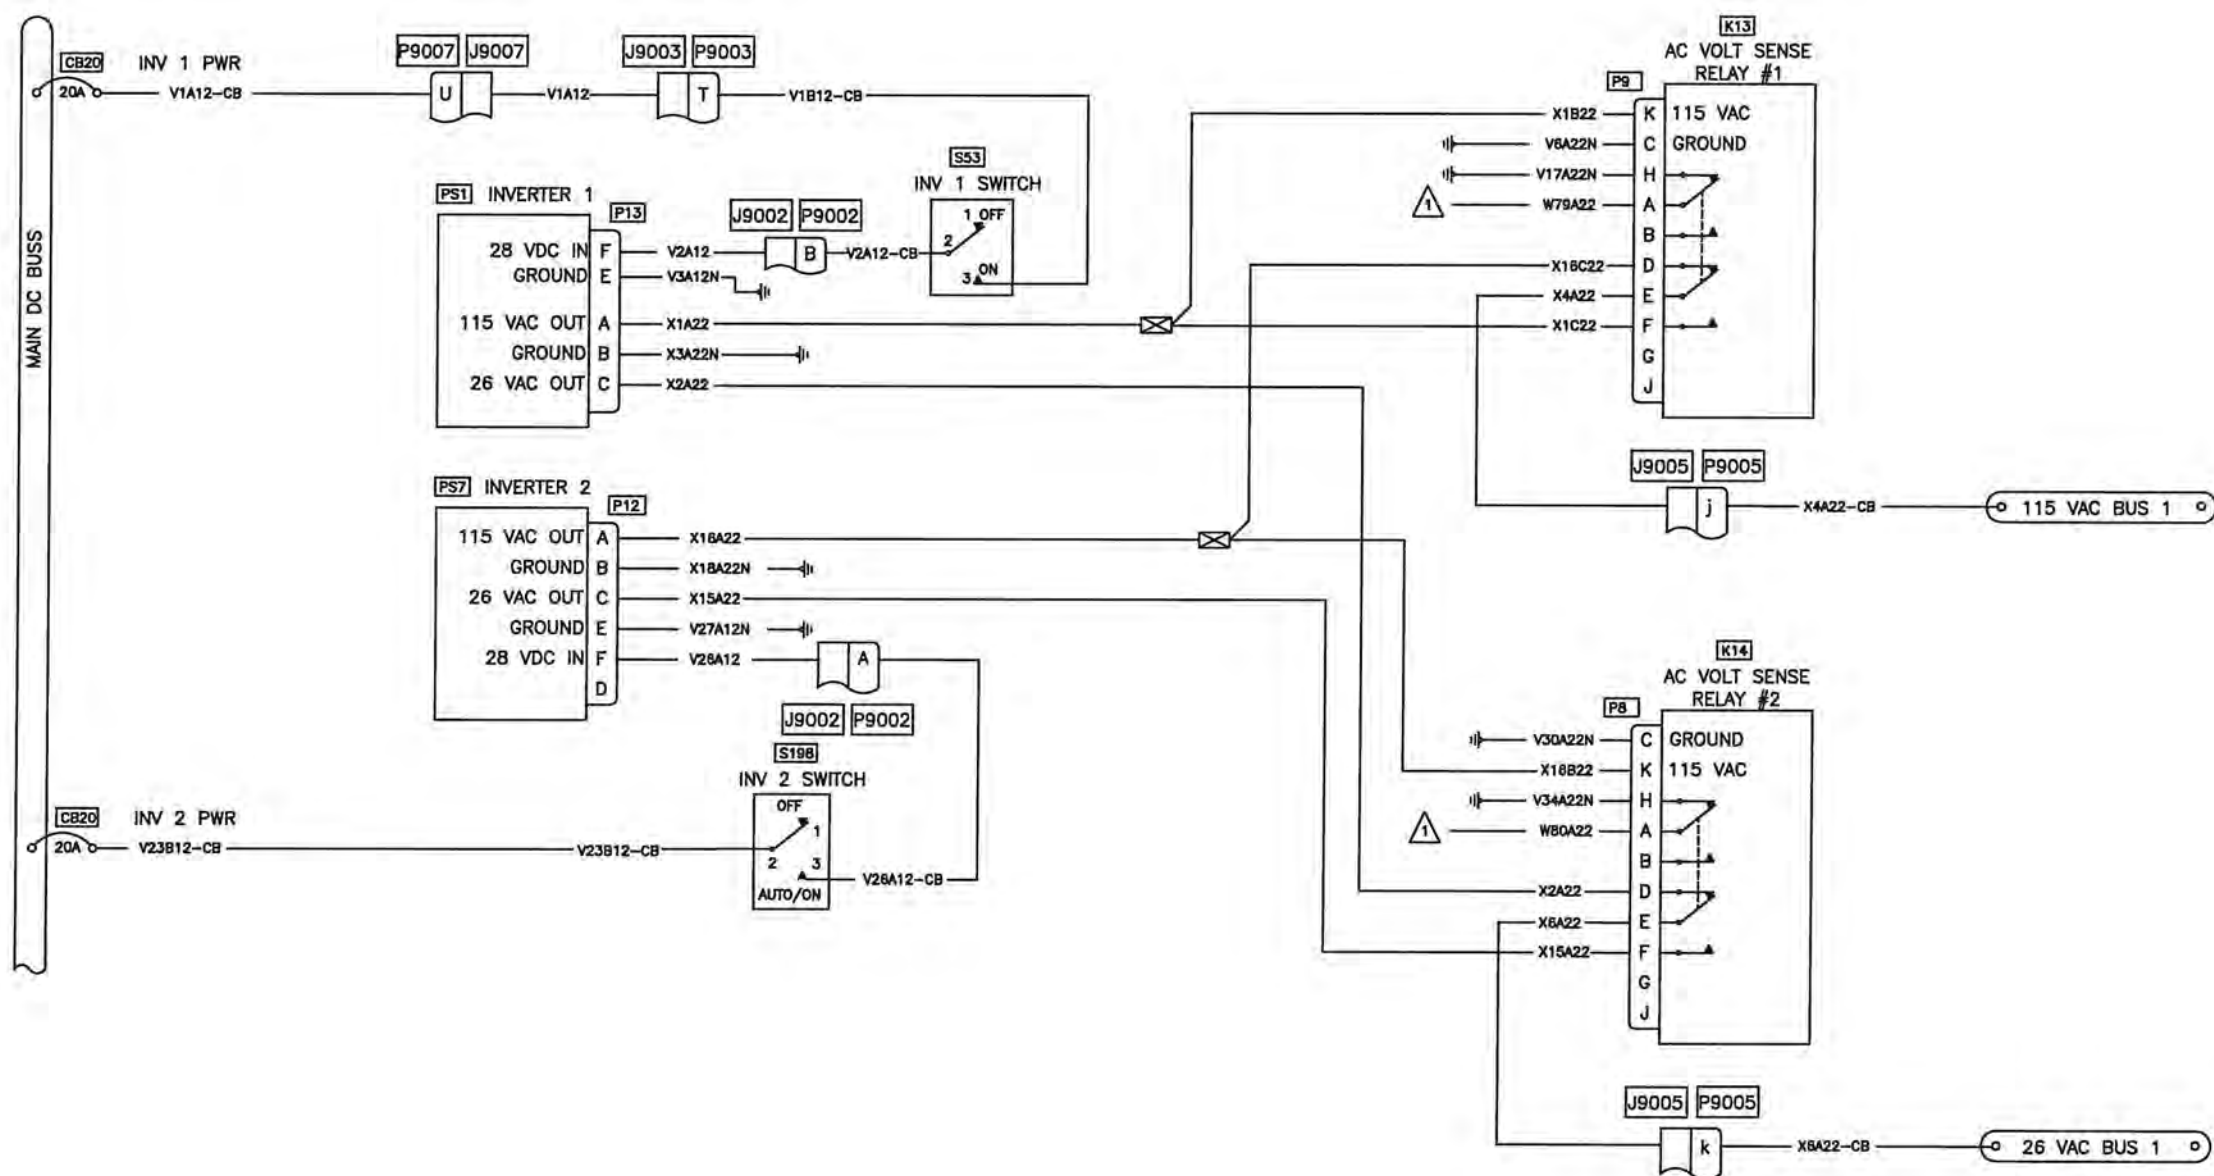 MAIN DC BUSS
CB20
INV 1 PWR
20A
V1A12-CB
P9007 J9007
U
V1A12
J9003 P9003
T
V1B12-CB
S53
INV 1 SWITCH
1 OFF
2
3 ON
PS1 INVERTER 1
P13
J9002 P9002
28 VDC IN F V2A12 B V2A12-CB
GROUND E V3A12N
115 VAC OUT A X1A22
GROUND B X3A22N
26 VAC OUT C X2A22
PS7 INVERTER 2
P12
115 VAC OUT A X16A22
GROUND B X18A22N
26 VAC OUT C X15A22
GROUND E V27A12N
28 VDC IN F V26A12 A
D
J9002 P9002
S198
INV 2 SWITCH
OFF
1
2 3
AUTO/ON
V26A12-CB
CB20
INV 2 PWR
20A
V23B12-CB
V23B12-CB
K13
AC VOLT SENSE
RELAY #1
P9
X1B22 K 115 VAC
V6A22N C GROUND
V17A22N H
1 W79A22 A
B
X16C22 D
X4A22 E
X1C22 F
G
J
J9005 P9005
j
X4A22-CB
115 VAC BUS 1
K14
AC VOLT SENSE
RELAY #2
P8
V30A22N C GROUND
X16B22 K 115 VAC
V34A22N H
1 W80A22 A
B
X2A22 D
X6A22 E
X15A22 F
G
J
J9005 P9005
k
X6A22-CB
26 VAC BUS 1